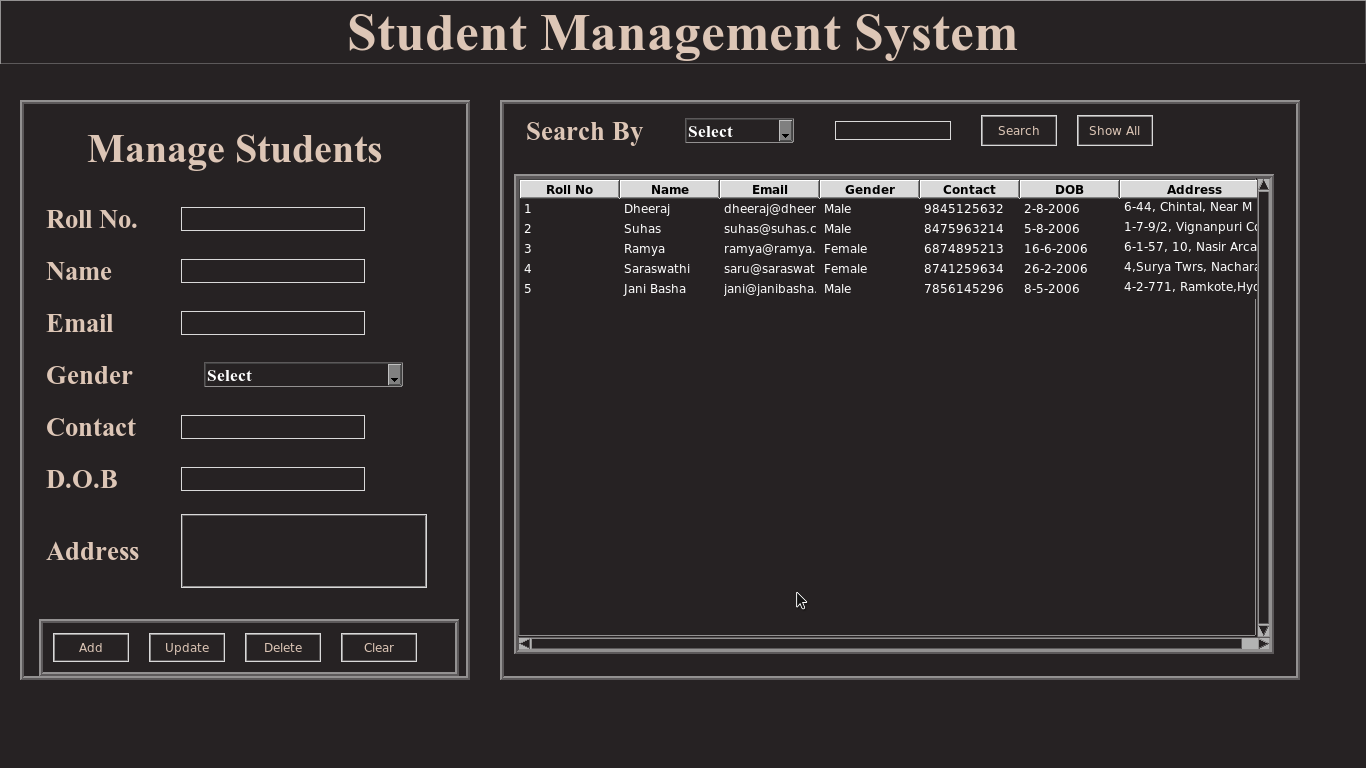 Student Management System
Manage Students
Roll No.
Name
Email
Gender Select
Contact
D.O.B
Address
Add Update Delete Clear
Search By Select Search Show All
Roll No Name Email Gender Contact DOB Address
1 Dheeraj dheeraj@dheer Male 9845125632 2-8-2006 6-44, Chintal, Near M
2 Suhas suhas@suhas.c Male 8475963214 5-8-2006 1-7-9/2, Vignanpuri Co
3 Ramya ramya@ramya. Female 6874895213 16-6-2006 6-1-57, 10, Nasir Arca
4 Saraswathi saru@saraswat Female 8741259634 26-2-2006 4,Surya Twrs, Nachara
5 Jani Basha jani@janibasha. Male 7856145296 8-5-2006 4-2-771, Ramkote,Hyd